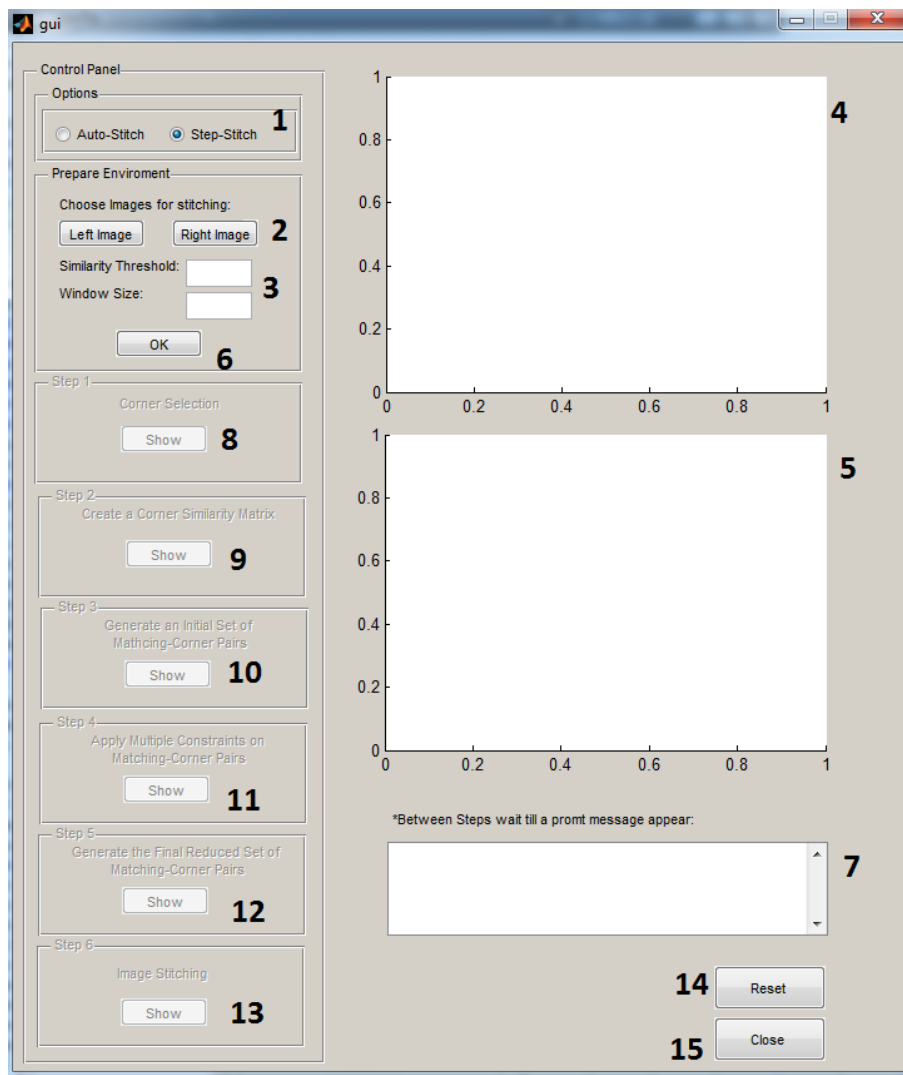 gui
Control Panel
Options
Auto-Stitch Step-Stitch 1
Prepare Enviroment
Choose Images for stitching:
Left Image Right Image 2
Similarity Threshold:
Window Size: 3
OK
6
Step 1
Corner Selection
Show 8
Step 2
Create a Corner Similarity Matrix
Show 9
Step 3
Generate an Initial Set of
Mathcing-Corner Pairs
Show 10
Step 4
Apply Multiple Constraints on
Matching-Corner Pairs
Show 11
Step 5
Generate the Final Reduced Set of
Matching-Corner Pairs
Show 12
Step 6
Image Stitching
Show 13
1
0.8
0.6
0.4
0.2
0
0 0.2 0.4 0.6 0.8 1
4
1
0.8
0.6
0.4
0.2
0
0 0.2 0.4 0.6 0.8 1
5
*Between Steps wait till a promt message appear:
7
14 Reset
15 Close